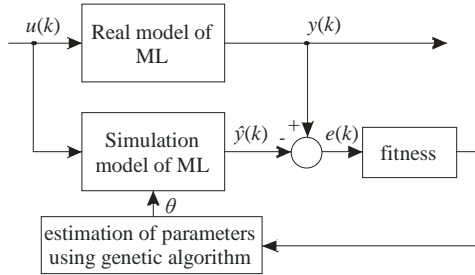 u(k)
Real model of
ML
y(k)
Simulation
model of ML
ŷ(k)
-
+
e(k)
fitness
θ
estimation of parameters
using genetic algorithm